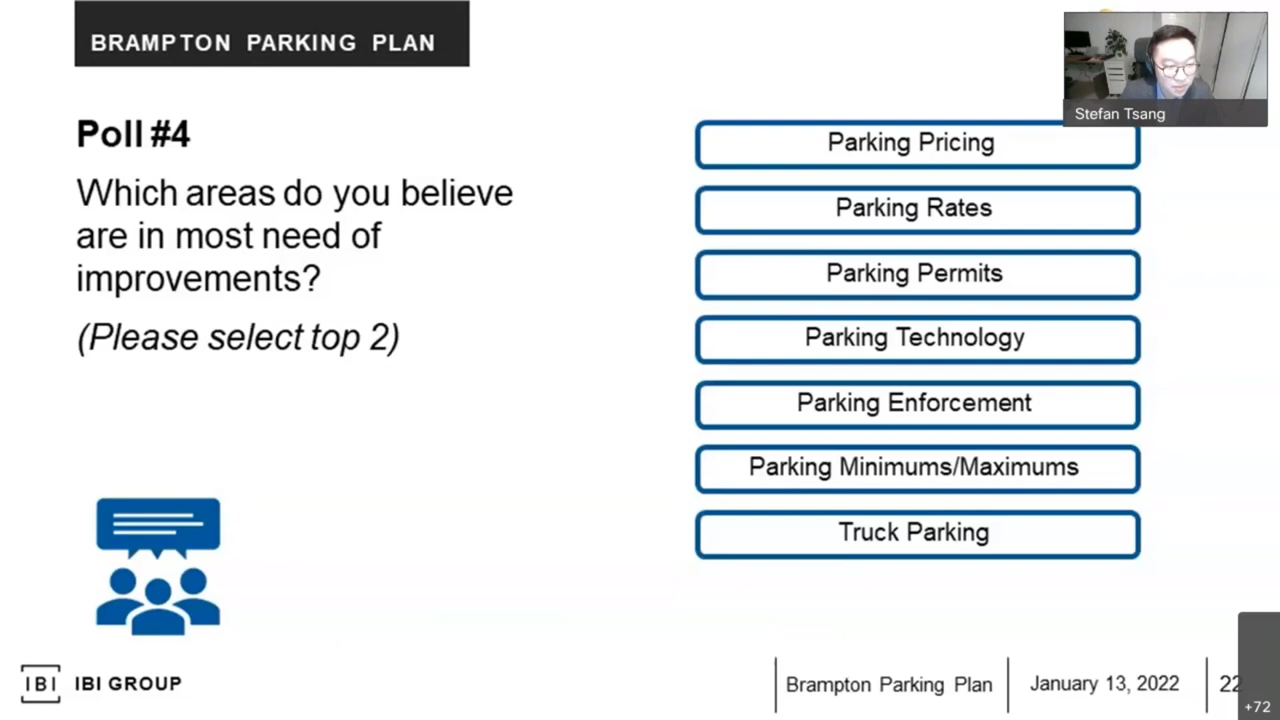 BRAMPTON PARKING PLAN
Stefan Tsang
Poll #4
Which areas do you believe
are in most need of
improvements?
(Please select top 2)
Parking Pricing
Parking Rates
Parking Permits
Parking Technology
Parking Enforcement
Parking Minimums/Maximums
Truck Parking
IBI
IBI GROUP
Brampton Parking Plan
January 13, 2022
22
+72